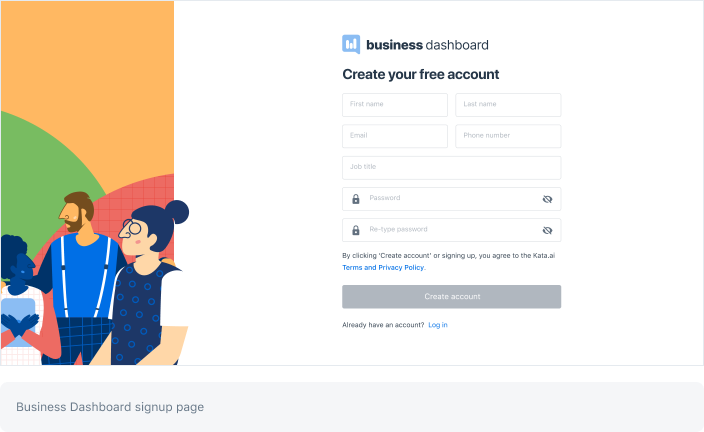 business dashboard
Create your free account
First name
Last name
Email
Phone number
Job title
Password
Re-type password
By clicking 'Create account' or signing up, you agree to the Kata.ai
Terms and Privacy Policy.
Create account
Already have an account? Log in
Business Dashboard signup page